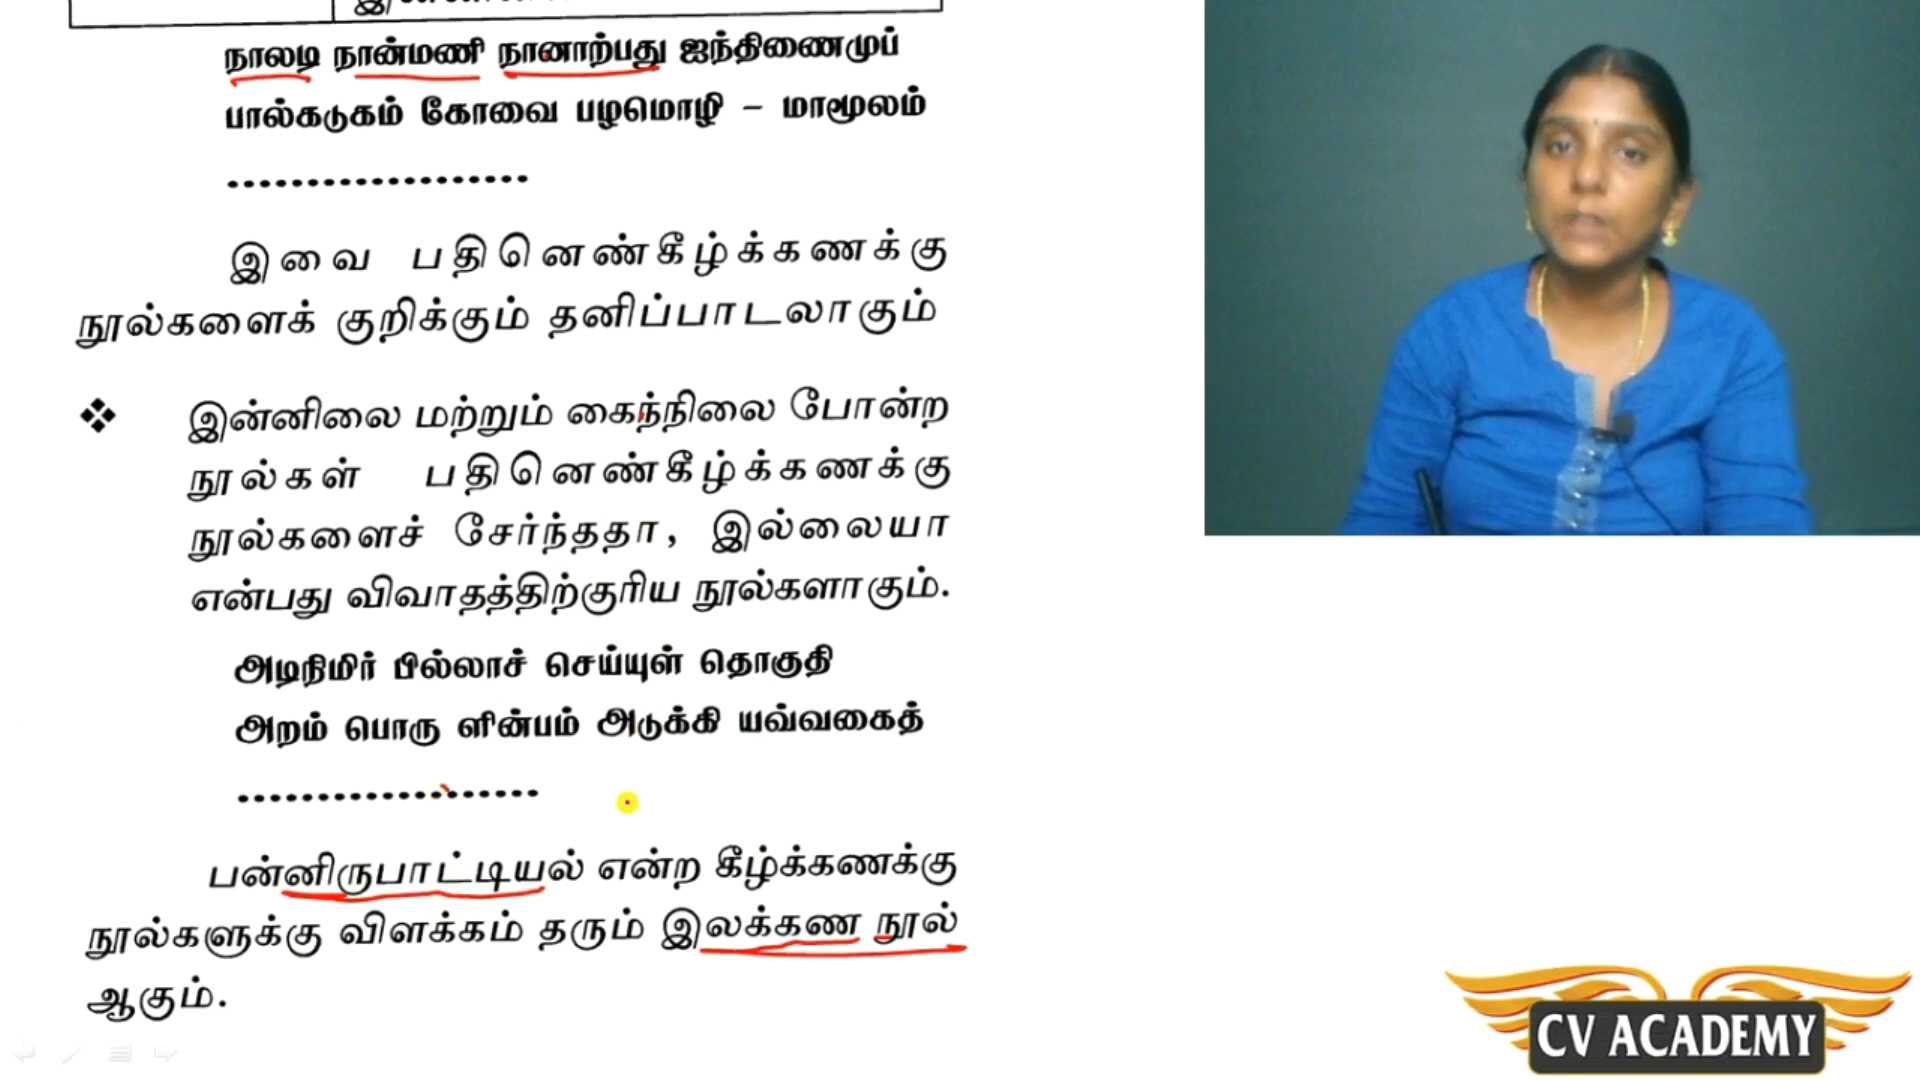 நாலடி நான்மணி நானாற்பது ஐந்திணைமுப்
பால்கடுகம் கோவை பழமொழி – மாமூலம்
...................
இவை பதினெண்கீழ்க்கணக்கு
நூல்களைக் குறிக்கும் தனிப்பாடலாகும்
❖ இன்னிலை மற்றும் கைந்நிலை போன்ற
நூல்கள் பதினெண்கீழ்க்கணக்கு
நூல்களைச் சேர்ந்ததா, இல்லையா
என்பது விவாதத்திற்குரிய நூல்களாகும்.
அடிநிமிர் பில்லாச் செய்யுள் தொகுதி
அறம் பொரு ளின்பம் அடுக்கி யவ்வகைத்
...................
பன்னிருபாட்டியல் என்ற கீழ்க்கணக்கு
நூல்களுக்கு விளக்கம் தரும் இலக்கண நூல்
ஆகும்.
CV ACADEMY